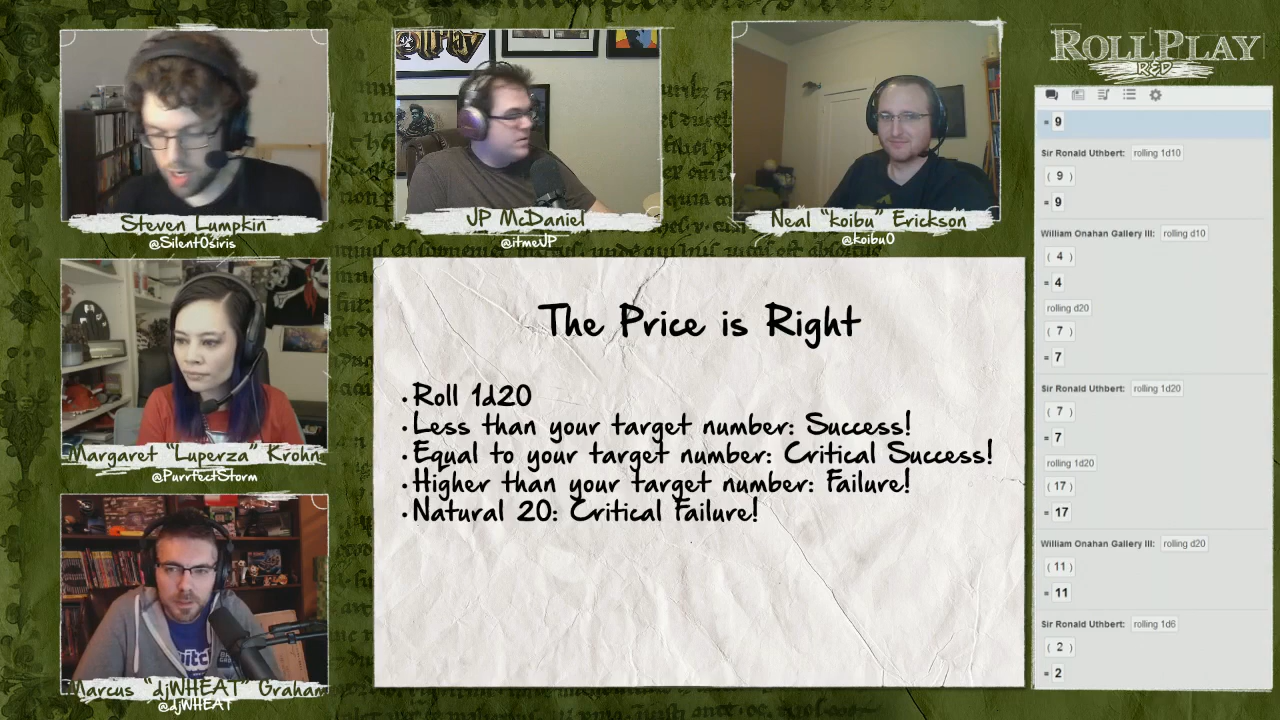 RollPlay
ROLLPLAY
R&D
Steven Lumpkin
@SilentOsiris
JP McDaniel
@itmeJP
Neal "koibu" Erickson
@koibu0
Margaret "Luperza" Krohn
@PurrfectStorm
Marcus "djWHEAT" Graham
@djWHEAT
The Price is Right
• Roll 1d20
• Less than your target number: Success!
• Equal to your target number: Critical Success!
• Higher than your target number: Failure!
• Natural 20: Critical Failure!
= 9
Sir Ronald Uthbert: rolling 1d10
( 9 )
= 9
William Onahan Gallery III: rolling d10
( 4 )
= 4
rolling d20
( 7 )
= 7
Sir Ronald Uthbert: rolling 1d20
( 7 )
= 7
rolling 1d20
( 17 )
= 17
William Onahan Gallery III: rolling d20
( 11 )
= 11
Sir Ronald Uthbert: rolling 1d6
( 2 )
= 2